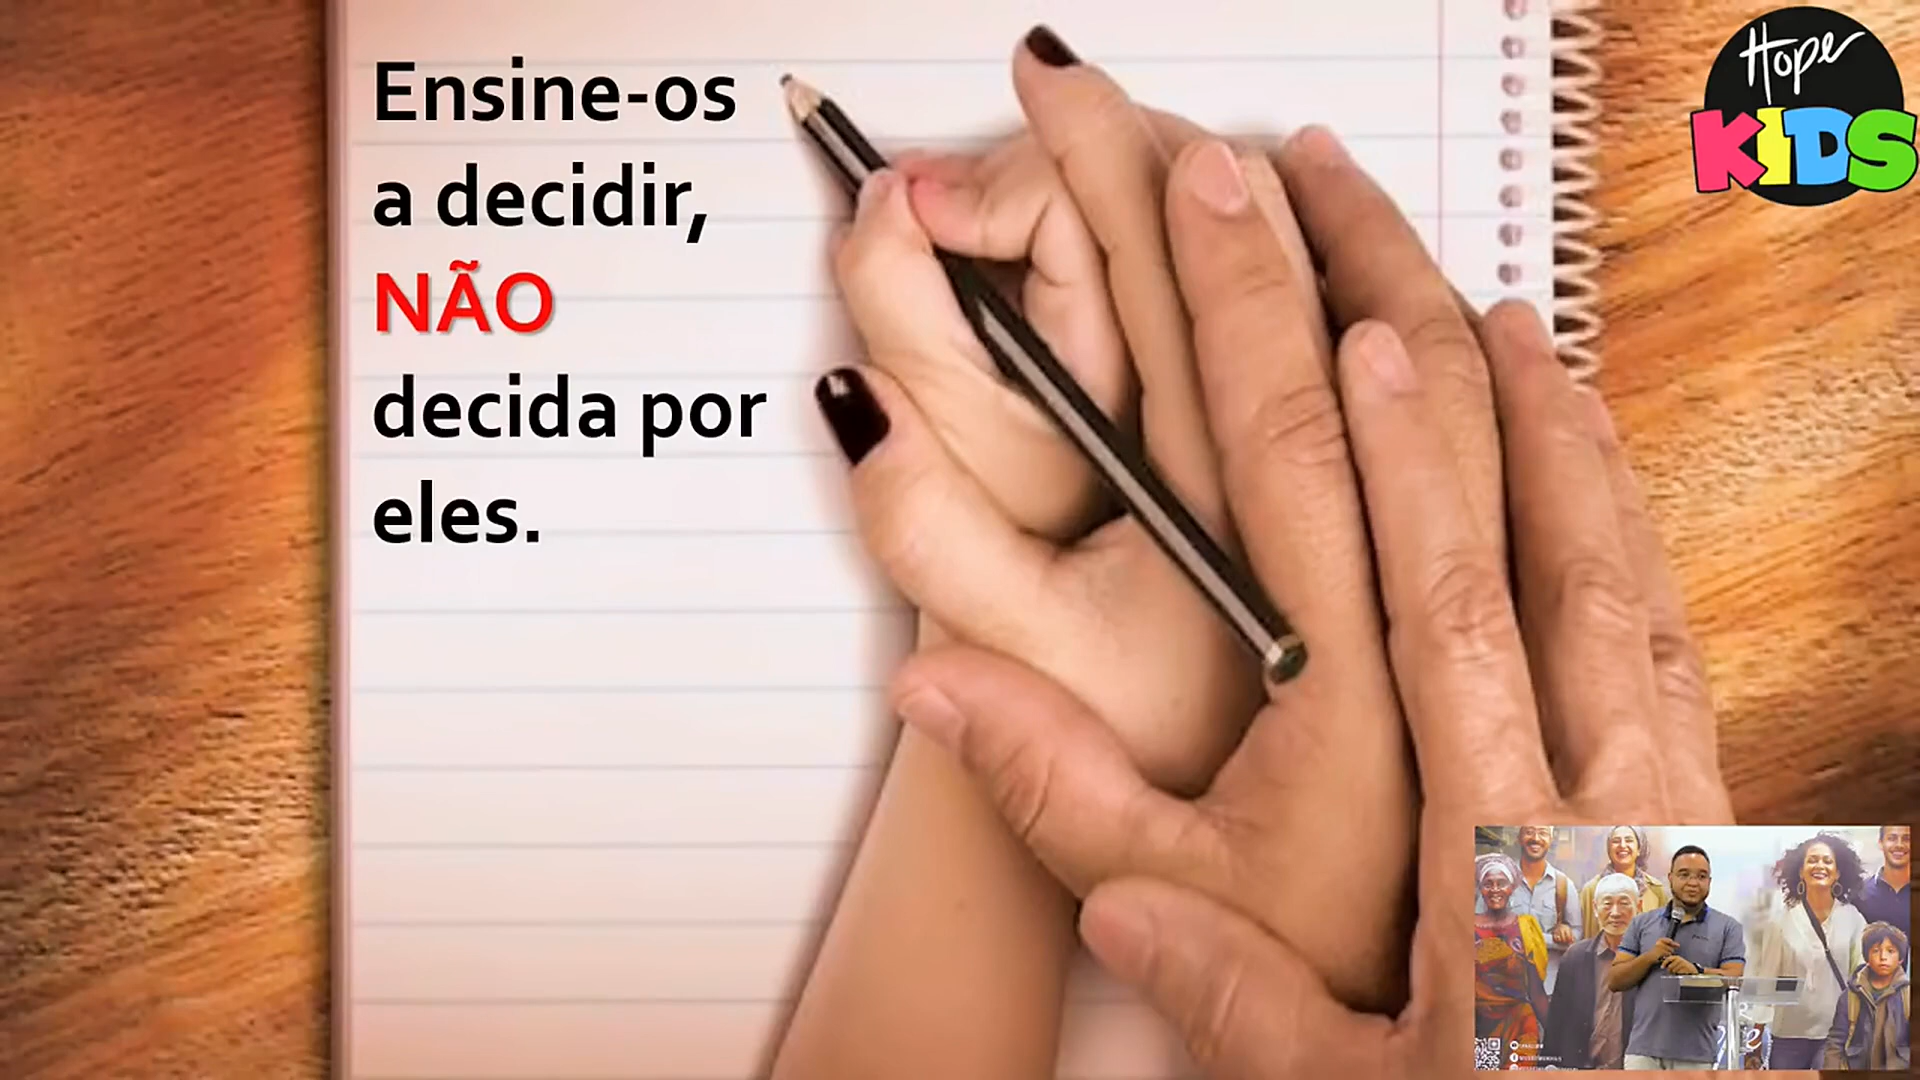 Ensine-os
a decidir,
NÃO
decida por
eles.
Hope
KIDS